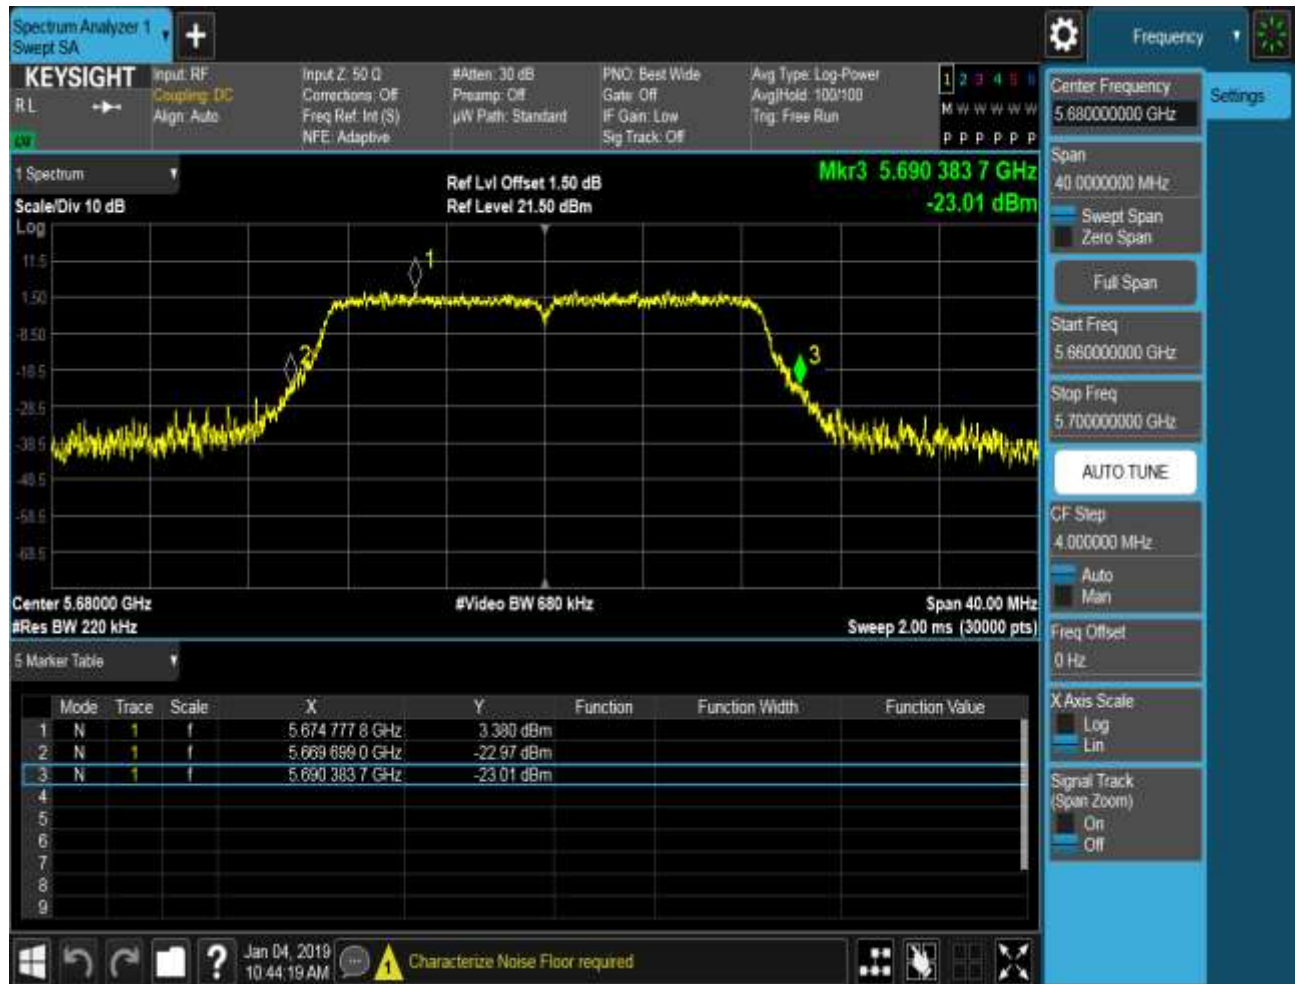 Spectrum Analyzer 1
Swept SA
Frequency
KEYSIGHT
RL
Input: RF
Coupling: DC
Align: Auto
Input Z: 50 Ω
Corrections: Off
Freq Ref: Int (S)
NFE: Adaptive
#Atten: 30 dB
Preamp: Off
µW Path: Standard
PNO: Best Wide
Gate: Off
IF Gain: Low
Sig Track: Off
Avg Type: Log-Power
Avg|Hold: 100/100
Trig: Free Run
1 2 3 4 5 6
M W W W W W
P P P P P P
1 Spectrum
Scale/Div 10 dB
Log
Ref Lvl Offset 1.50 dB
Ref Level 21.50 dBm
Mkr3 5.690 383 7 GHz
-23.01 dBm
1
2
3
11.5
1.50
-8.50
-18.5
-28.5
-38.5
-48.5
-58.5
-68.5
Center 5.68000 GHz
#Video BW 680 kHz
Span 40.00 MHz
#Res BW 220 kHz
Sweep 2.00 ms (30000 pts)
5 Marker Table
Mode Trace Scale X Y Function Function Width Function Value
1 N 1 f 5.674 777 8 GHz 3.380 dBm
2 N 1 f 5.669 699 0 GHz -22.97 dBm
3 N 1 f 5.690 383 7 GHz -23.01 dBm
4
5
6
7
8
9
Jan 04, 2019
10:44:19 AM
?
1
Characterize Noise Floor required
Settings
Center Frequency
5.680000000 GHz
Span
40.0000000 MHz
Swept Span
Zero Span
Full Span
Start Freq
5.660000000 GHz
Stop Freq
5.700000000 GHz
AUTO TUNE
CF Step
4.000000 MHz
Auto
Man
Freq Offset
0 Hz
X Axis Scale
Log
Lin
Signal Track
(Span Zoom)
On
Off